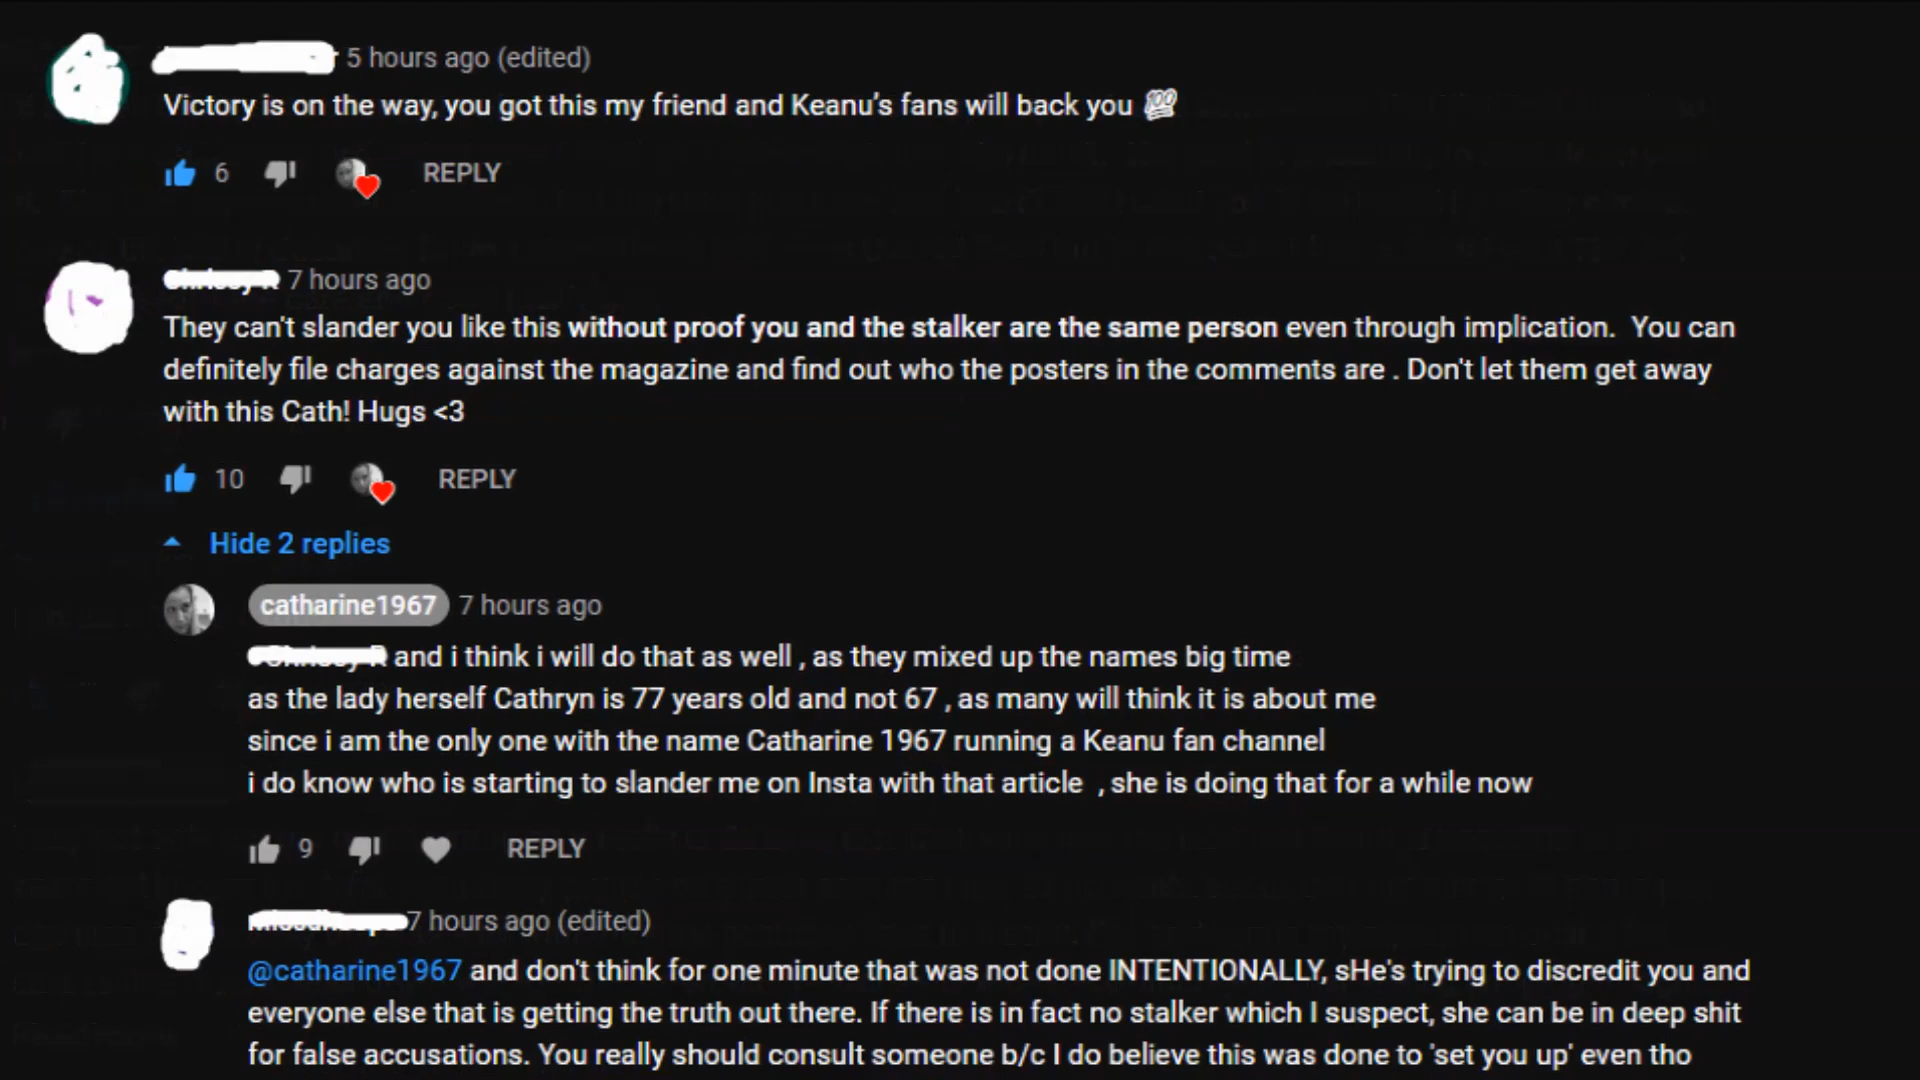 5 hours ago (edited)
Victory is on the way, you got this my friend and Keanu's fans will back you 💯
6 REPLY
7 hours ago
They can't slander you like this without proof you and the stalker are the same person even through implication. You can
definitely file charges against the magazine and find out who the posters in the comments are . Don't let them get away
with this Cath! Hugs <3
10 REPLY
Hide 2 replies
catharine1967 7 hours ago
and i think i will do that as well , as they mixed up the names big time
as the lady herself Cathryn is 77 years old and not 67 , as many will think it is about me
since i am the only one with the name Catharine 1967 running a Keanu fan channel
i do know who is starting to slander me on Insta with that article , she is doing that for a while now
9 REPLY
7 hours ago (edited)
@catharine1967 and don't think for one minute that was not done INTENTIONALLY, sHe's trying to discredit you and
everyone else that is getting the truth out there. If there is in fact no stalker which I suspect, she can be in deep shit
for false accusations. You really should consult someone b/c I do believe this was done to 'set you up' even tho